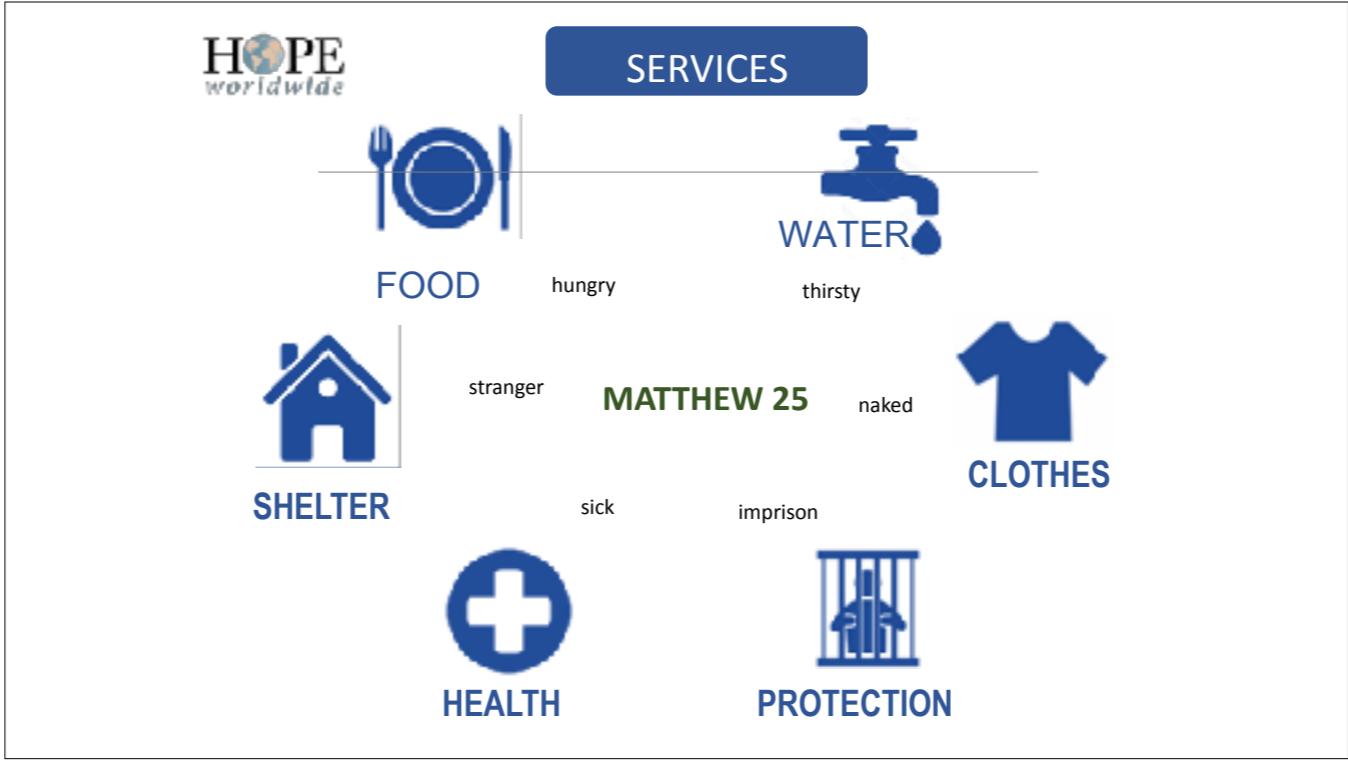 HOPE
worldwide
SERVICES
WATER
FOOD
hungry
thirsty
stranger
MATTHEW 25
naked
CLOTHES
SHELTER
sick
imprison
HEALTH
PROTECTION